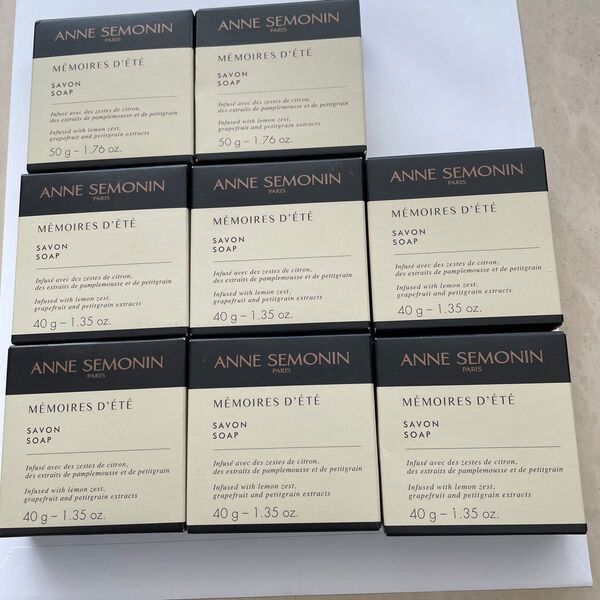 ANNE SEMONIN
PARIS
MÉMOIRES D'ÉTÉ
SAVON
SOAP
Infusé avec des zestes de citron,
des extraits de pamplemousse et de petitgrain
Infused with lemon zest,
grapefruit and petitgrain extracts
50 g – 1.76 oz.
ANNE SEMONIN
PARIS
MÉMOIRES D'ÉTÉ
SAVON
SOAP
Infusé avec des zestes de citron,
des extraits de pamplemousse et de petitgrain
Infused with lemon zest,
grapefruit and petitgrain extracts
50 g – 1.76 oz.
ANNE SEMONIN
PARIS
MÉMOIRES D'ÉTÉ
SAVON
SOAP
Infusé avec des zestes de citron,
des extraits de pamplemousse et de petitgrain
Infused with lemon zest,
grapefruit and petitgrain extracts
40 g – 1.35 oz.
ANNE SEMONIN
PARIS
MÉMOIRES D'ÉTÉ
SAVON
SOAP
Infusé avec des zestes de citron,
des extraits de pamplemousse et de petitgrain
Infused with lemon zest,
grapefruit and petitgrain extracts
40 g – 1.35 oz.
ANNE SEMONIN
PARIS
MÉMOIRES D'ÉTÉ
SAVON
SOAP
Infusé avec des zestes de citron,
des extraits de pamplemousse et de petitgrain
Infused with lemon zest,
grapefruit and petitgrain extracts
40 g – 1.35 oz.
ANNE SEMONIN
PARIS
MÉMOIRES D'ÉTÉ
SAVON
SOAP
Infusé avec des zestes de citron,
des extraits de pamplemousse et de petitgrain
Infused with lemon zest,
grapefruit and petitgrain extracts
40 g – 1.35 oz.
ANNE SEMONIN
PARIS
MÉMOIRES D'ÉTÉ
SAVON
SOAP
Infusé avec des zestes de citron,
des extraits de pamplemousse et de petitgrain
Infused with lemon zest,
grapefruit and petitgrain extracts
40 g – 1.35 oz.
ANNE SEMONIN
PARIS
MÉMOIRES D'ÉTÉ
SAVON
SOAP
Infusé avec des zestes de citron,
des extraits de pamplemousse et de petitgrain
Infused with lemon zest,
grapefruit and petitgrain extracts
40 g – 1.35 oz.